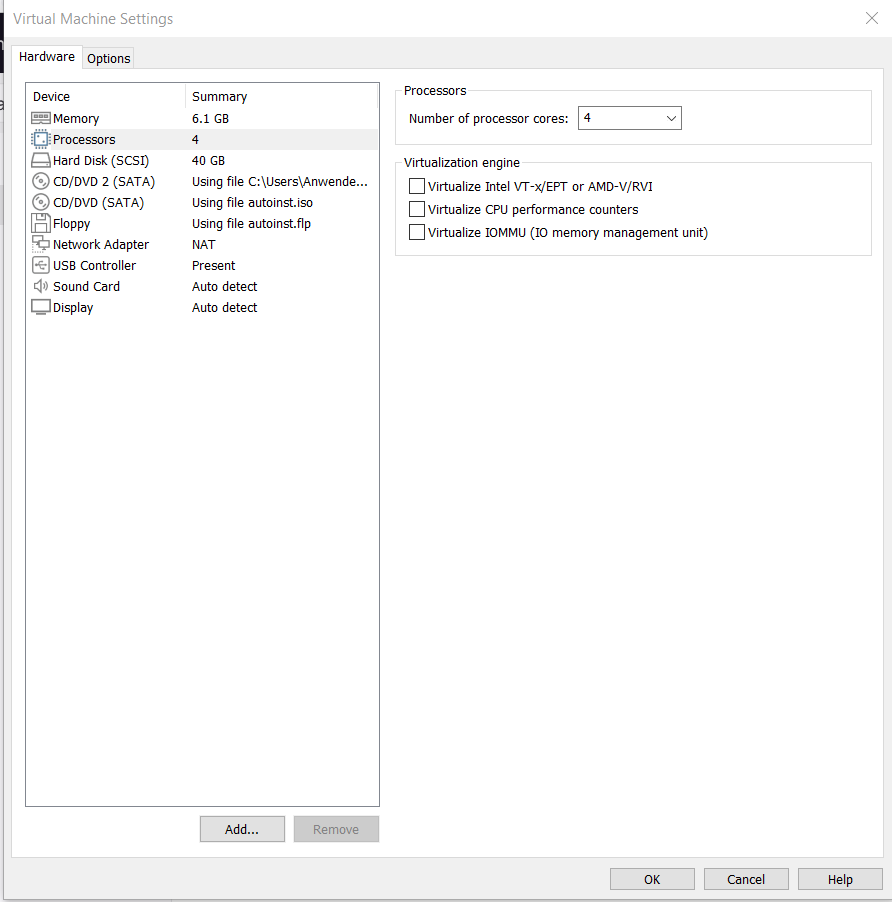 Virtual Machine Settings
Hardware Options
Device Summary
Memory 6.1 GB
Processors 4
Hard Disk (SCSI) 40 GB
CD/DVD 2 (SATA) Using file C:\Users\Anwende...
CD/DVD (SATA) Using file autoinst.iso
Floppy Using file autoinst.flp
Network Adapter NAT
USB Controller Present
Sound Card Auto detect
Display Auto detect
Add... Remove
Processors
Number of processor cores: 4
Virtualization engine
Virtualize Intel VT-x/EPT or AMD-V/RVI
Virtualize CPU performance counters
Virtualize IOMMU (IO memory management unit)
OK Cancel Help